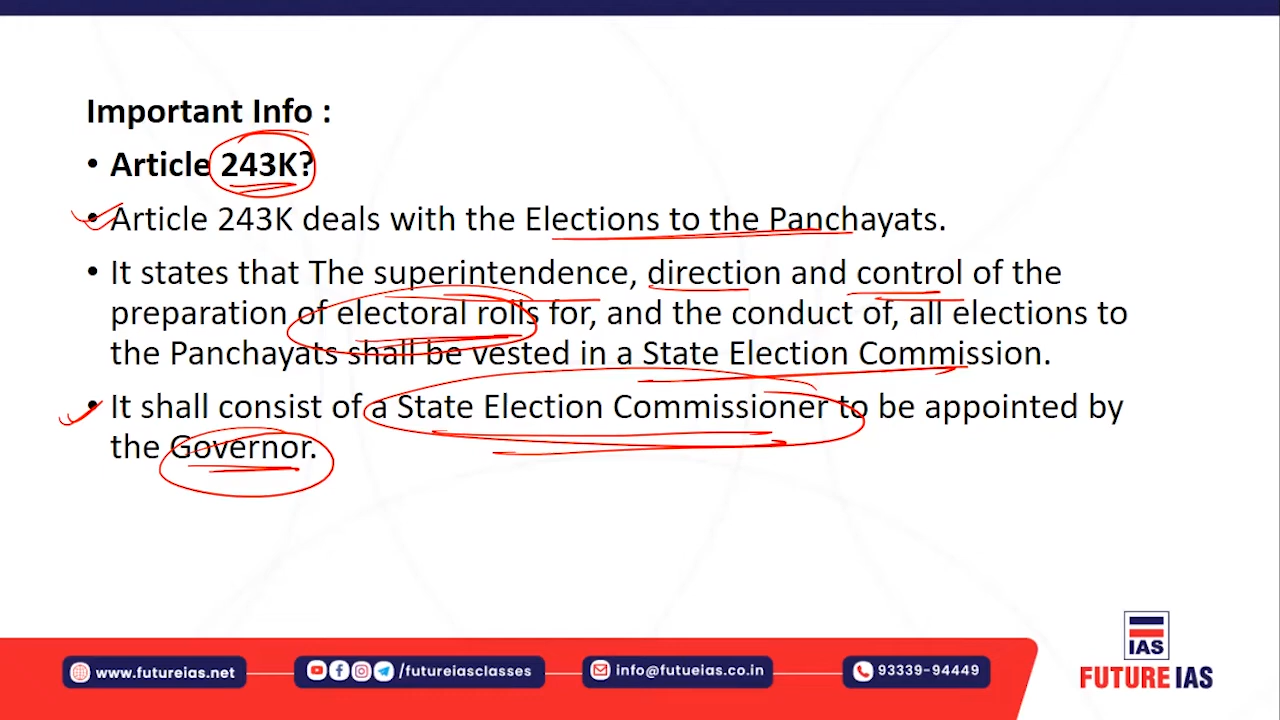 Important Info :
• Article 243K?
• Article 243K deals with the Elections to the Panchayats.
• It states that The superintendence, direction and control of the
preparation of electoral rolls for, and the conduct of, all elections to
the Panchayats shall be vested in a State Election Commission.
• It shall consist of a State Election Commissioner to be appointed by
the Governor.
IAS
FUTURE IAS
www.futureias.net
/futureiasclasses
info@futueias.co.in
93339-94449